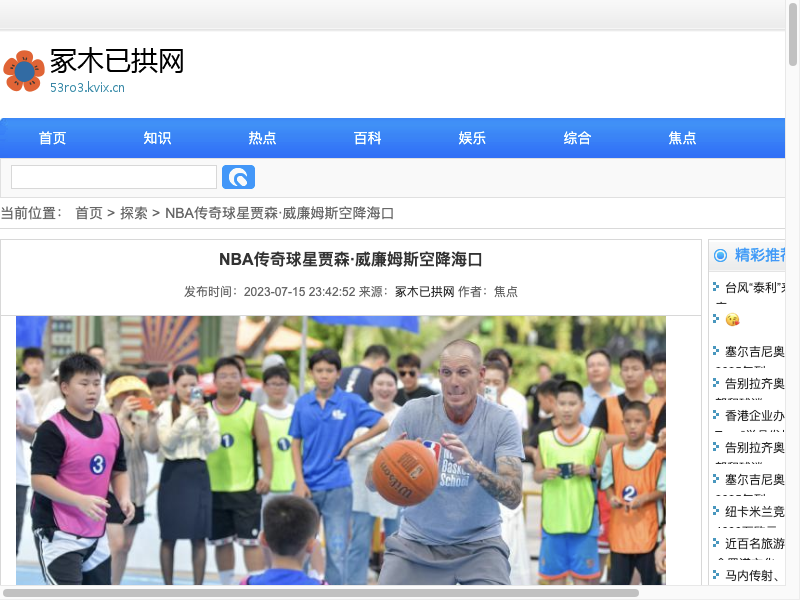 冢木已拱网
53ro3.kvix.cn
首页 知识 热点 百科 娱乐 综合 焦点
当前位置： 首页 > 探索 > NBA传奇球星贾森·威廉姆斯空降海口
NBA传奇球星贾森·威廉姆斯空降海口
发布时间：2023-07-15 23:42:52 来源：冢木已拱网 作者：焦点
3
1
1
2
Wilson
Basket
School
精彩推荐
台风“泰利”来
塞尔吉尼奥
告别拉齐奥
香港企业办
告别拉齐奥
塞尔吉尼奥
纽卡米兰竞
近百名旅游
马内传射、